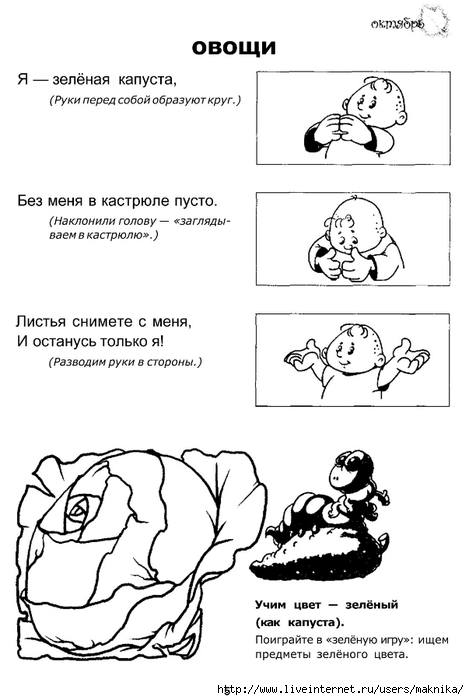 октябрь
ОВОЩИ
Я — зелёная капуста,
(Руки перед собой образуют круг.)
Без меня в кастрюле пусто.
(Наклонили голову — «загляды-
ваем в кастрюлю».)
Листья снимете с меня,
И останусь только я!
(Разводим руки в стороны.)
Учим цвет — зелёный
(как капуста).
Поиграйте в «зелёную игру»: ищем
предметы зелёного цвета.
http://www.liveinternet.ru/users/maknika/